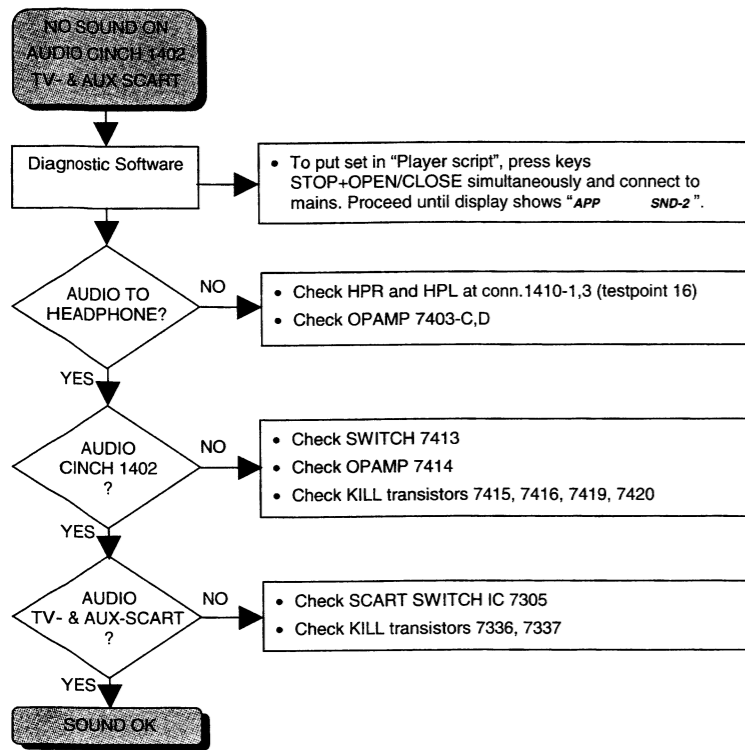 NO SOUND ON
AUDIO CINCH 1402
TV- & AUX SCART
Diagnostic Software
• To put set in “Player script”, press keys
STOP+OPEN/CLOSE simultaneously and connect to
mains. Proceed until display shows “APP SND-2 ”.
AUDIO TO
HEADPHONE?
NO
• Check HPR and HPL at conn.1410-1,3 (testpoint 16)
• Check OPAMP 7403-C,D
YES
AUDIO
CINCH 1402
?
NO
• Check SWITCH 7413
• Check OPAMP 7414
• Check KILL transistors 7415, 7416, 7419, 7420
YES
AUDIO
TV- & AUX-SCART
?
NO
• Check SCART SWITCH IC 7305
• Check KILL transistors 7336, 7337
YES
SOUND OK